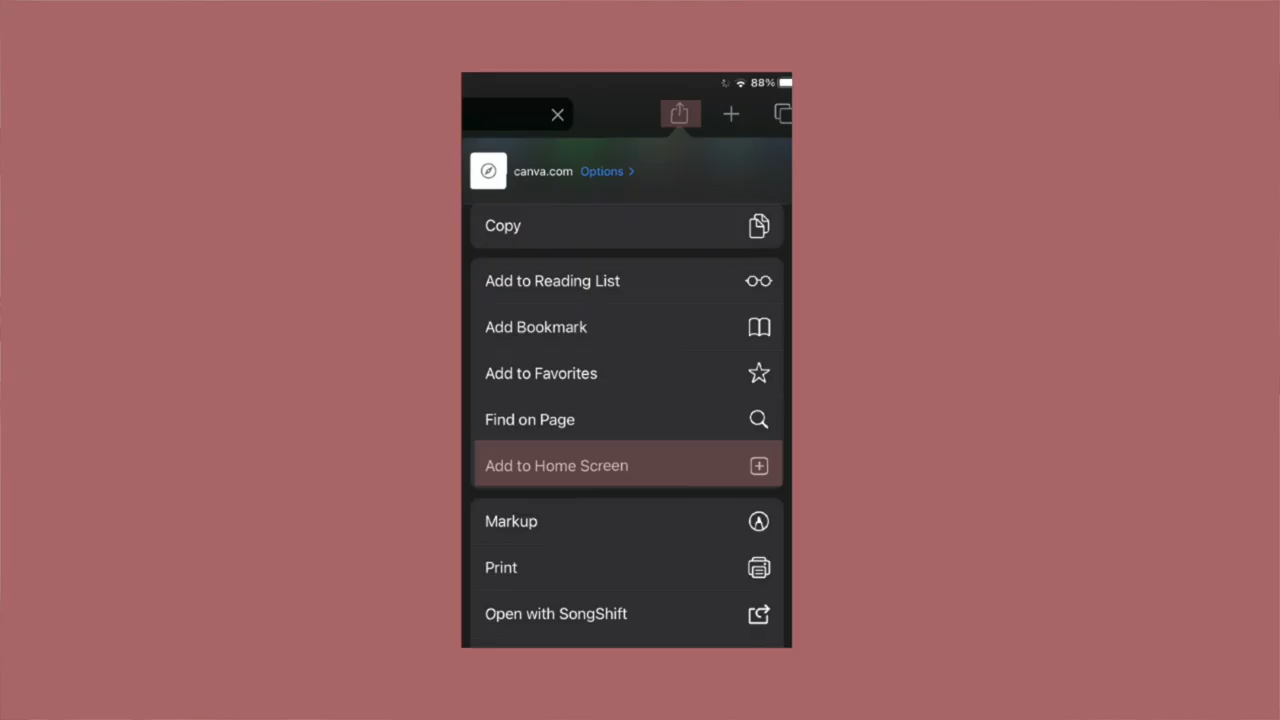 88%
canva.com Options >
Copy
Add to Reading List
Add Bookmark
Add to Favorites
Find on Page
Add to Home Screen
Markup
Print
Open with SongShift